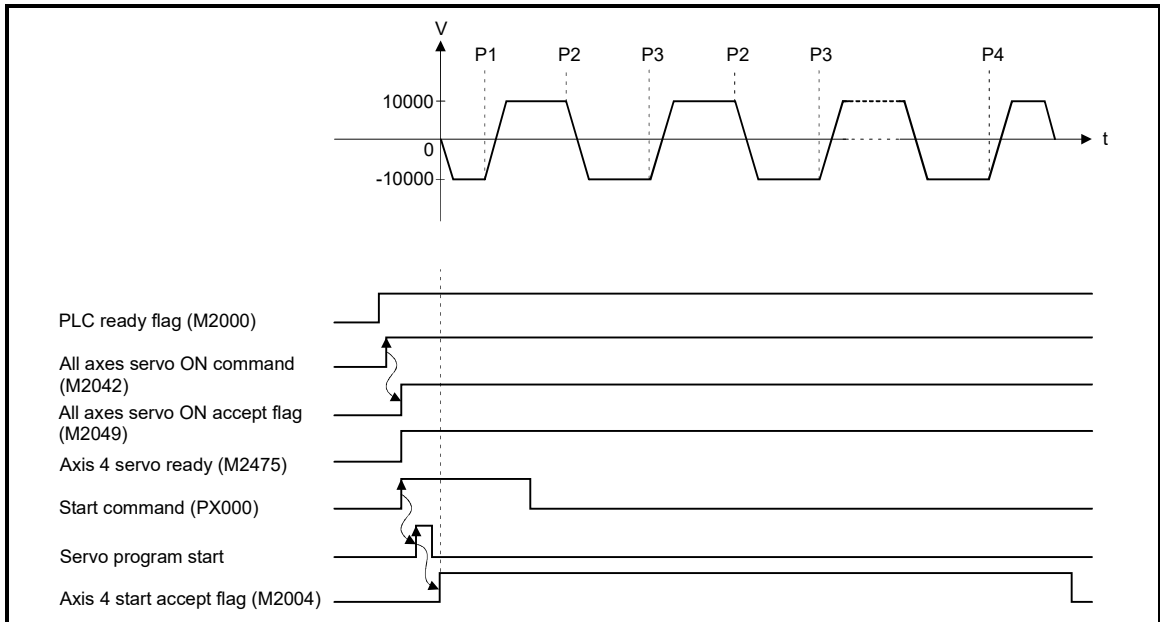 V
P1 P2 P3 P2 P3 P4
10000
0
t
-10000
PLC ready flag (M2000)
All axes servo ON command
(M2042)
All axes servo ON accept flag
(M2049)
Axis 4 servo ready (M2475)
Start command (PX000)
Servo program start
Axis 4 start accept flag (M2004)